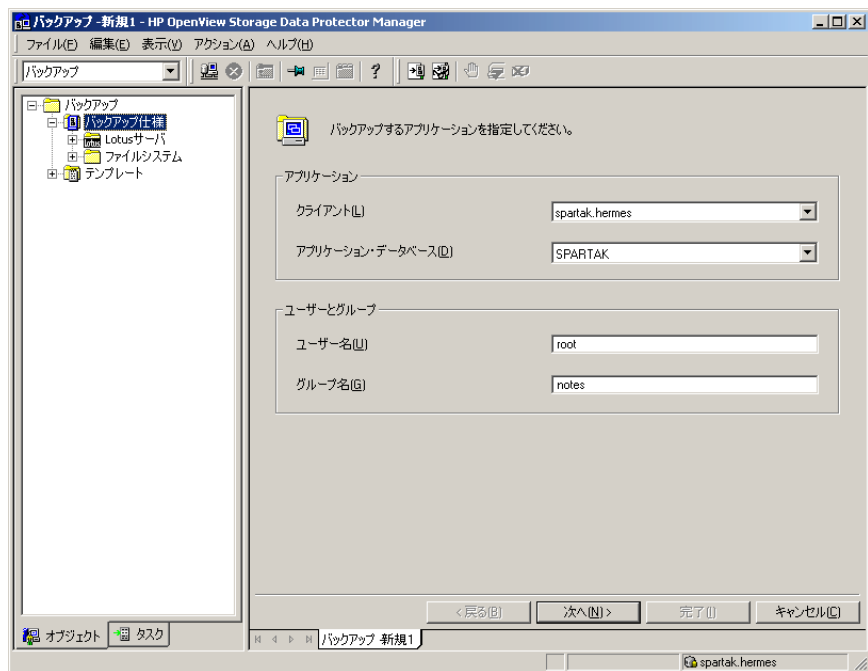 バックアップ -新規1 - HP OpenView Storage Data Protector Manager
ファイル(F) 編集(E) 表示(V) アクション(A) ヘルプ(H)
バックアップ
バックアップ
バックアップ仕様
Lotusサーバ
ファイルシステム
テンプレート
バックアップするアプリケーションを指定してください。
アプリケーション
クライアント(L)
spartak.hermes
アプリケーション・データベース(D)
SPARTAK
ユーザーとグループ
ユーザー名(U)
root
グループ名(G)
notes
<戻る(B) 次へ(N)> 完了(I) キャンセル(C)
オブジェクト タスク
バックアップ -新規1
spartak.hermes